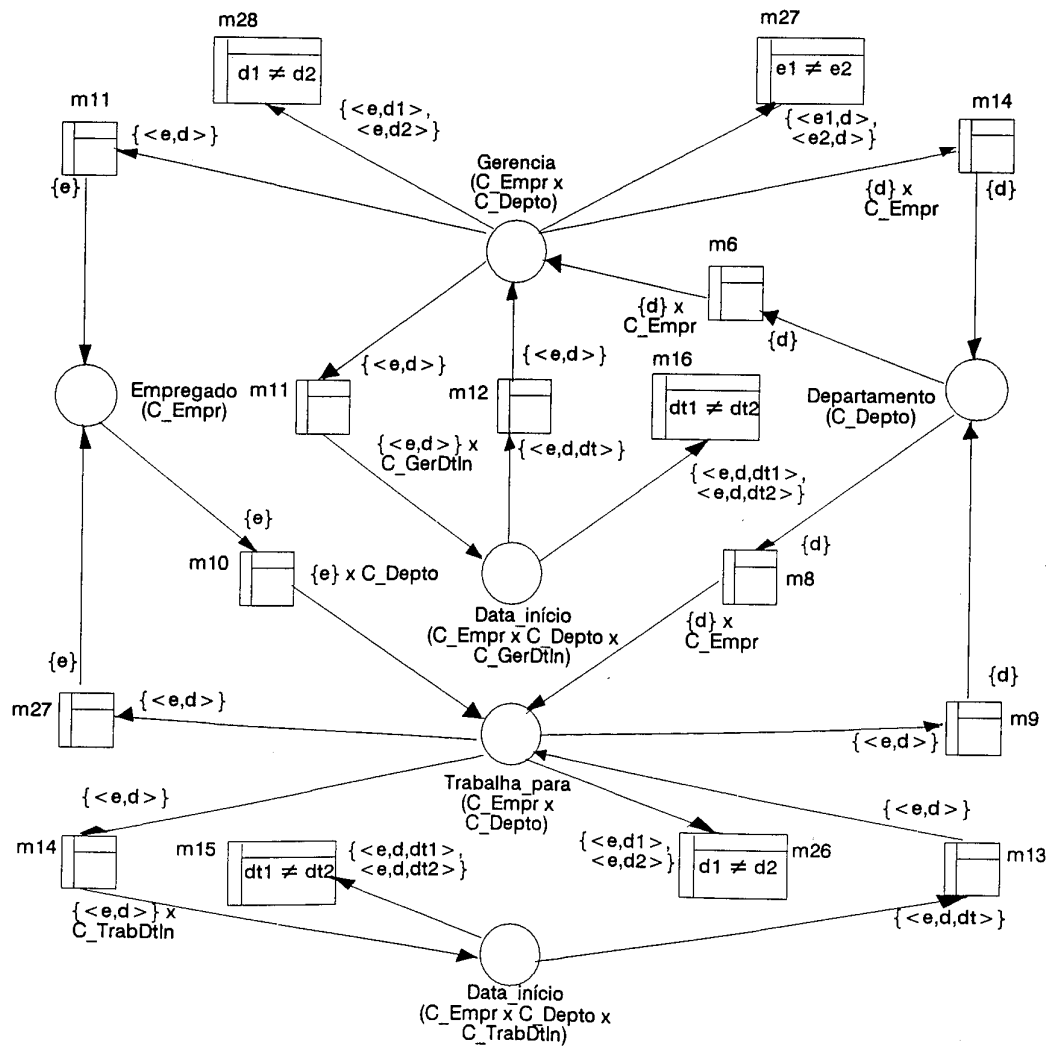 m28
m27
d1 ≠ d2
e1 ≠ e2
m11
m14
{<e,d1>,
<e,d2>}
{<e1,d>,
<e2,d>}
{<e,d>}
Gerencia
(C_Empr x
C_Depto)
{e}
{d} x
C_Empr
{d}
m6
{d} x
C_Empr
{d}
{<e,d>}
{<e,d>}
m16
Empregado
(C_Empr)
m11
m12
dt1 ≠ dt2
Departamento
(C_Depto)
{<e,d>} x
C_GerDtIn
{<e,d,dt>}
{<e,d,dt1>,
<e,d,dt2>}
{e}
{d}
m10
{e} x C_Depto
m8
Data_início
(C_Empr x C_Depto x
C_GerDtIn)
{d} x
C_Empr
{e}
{d}
m27
{<e,d>}
m9
{<e,d>}
Trabalha_para
(C_Empr x
C_Depto)
{<e,d>}
{<e,d>}
m14
m15
{<e,d,dt1>,
<e,d,dt2>}
{<e,d1>,
<e,d2>}
m26
m13
dt1 ≠ dt2
d1 ≠ d2
{<e,d>} x
C_TrabDtIn
{<e,d,dt>}
Data_início
(C_Empr x C_Depto x
C_TrabDtIn)